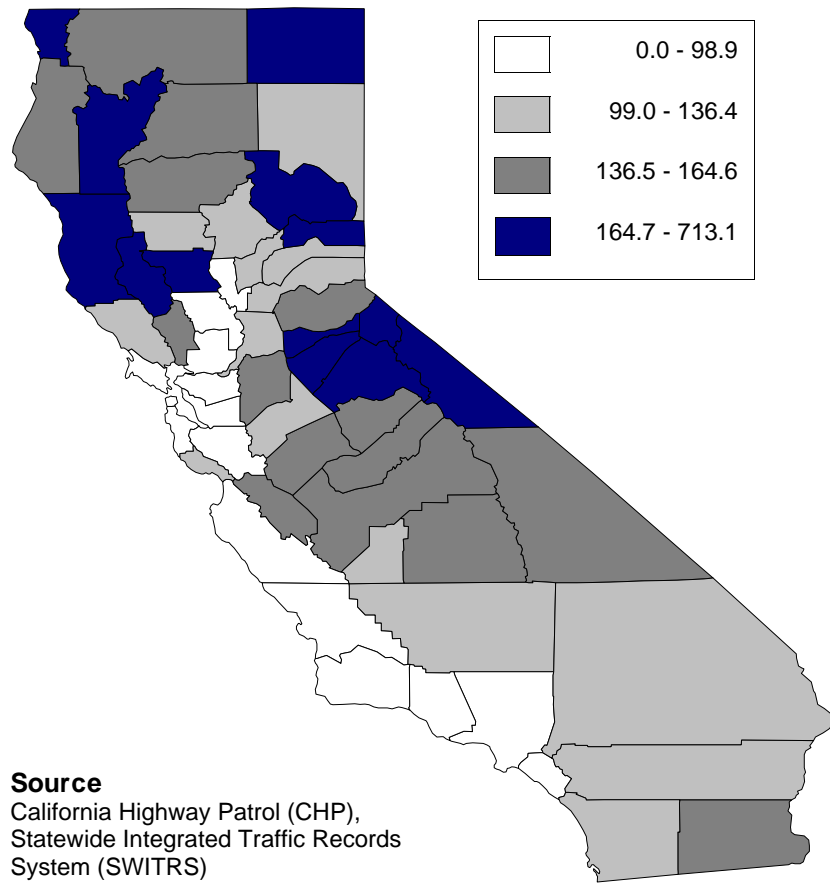 0.0 - 98.9
99.0 - 136.4
136.5 - 164.6
164.7 - 713.1
Source
California Highway Patrol (CHP),
Statewide Integrated Traffic Records
System (SWITRS)